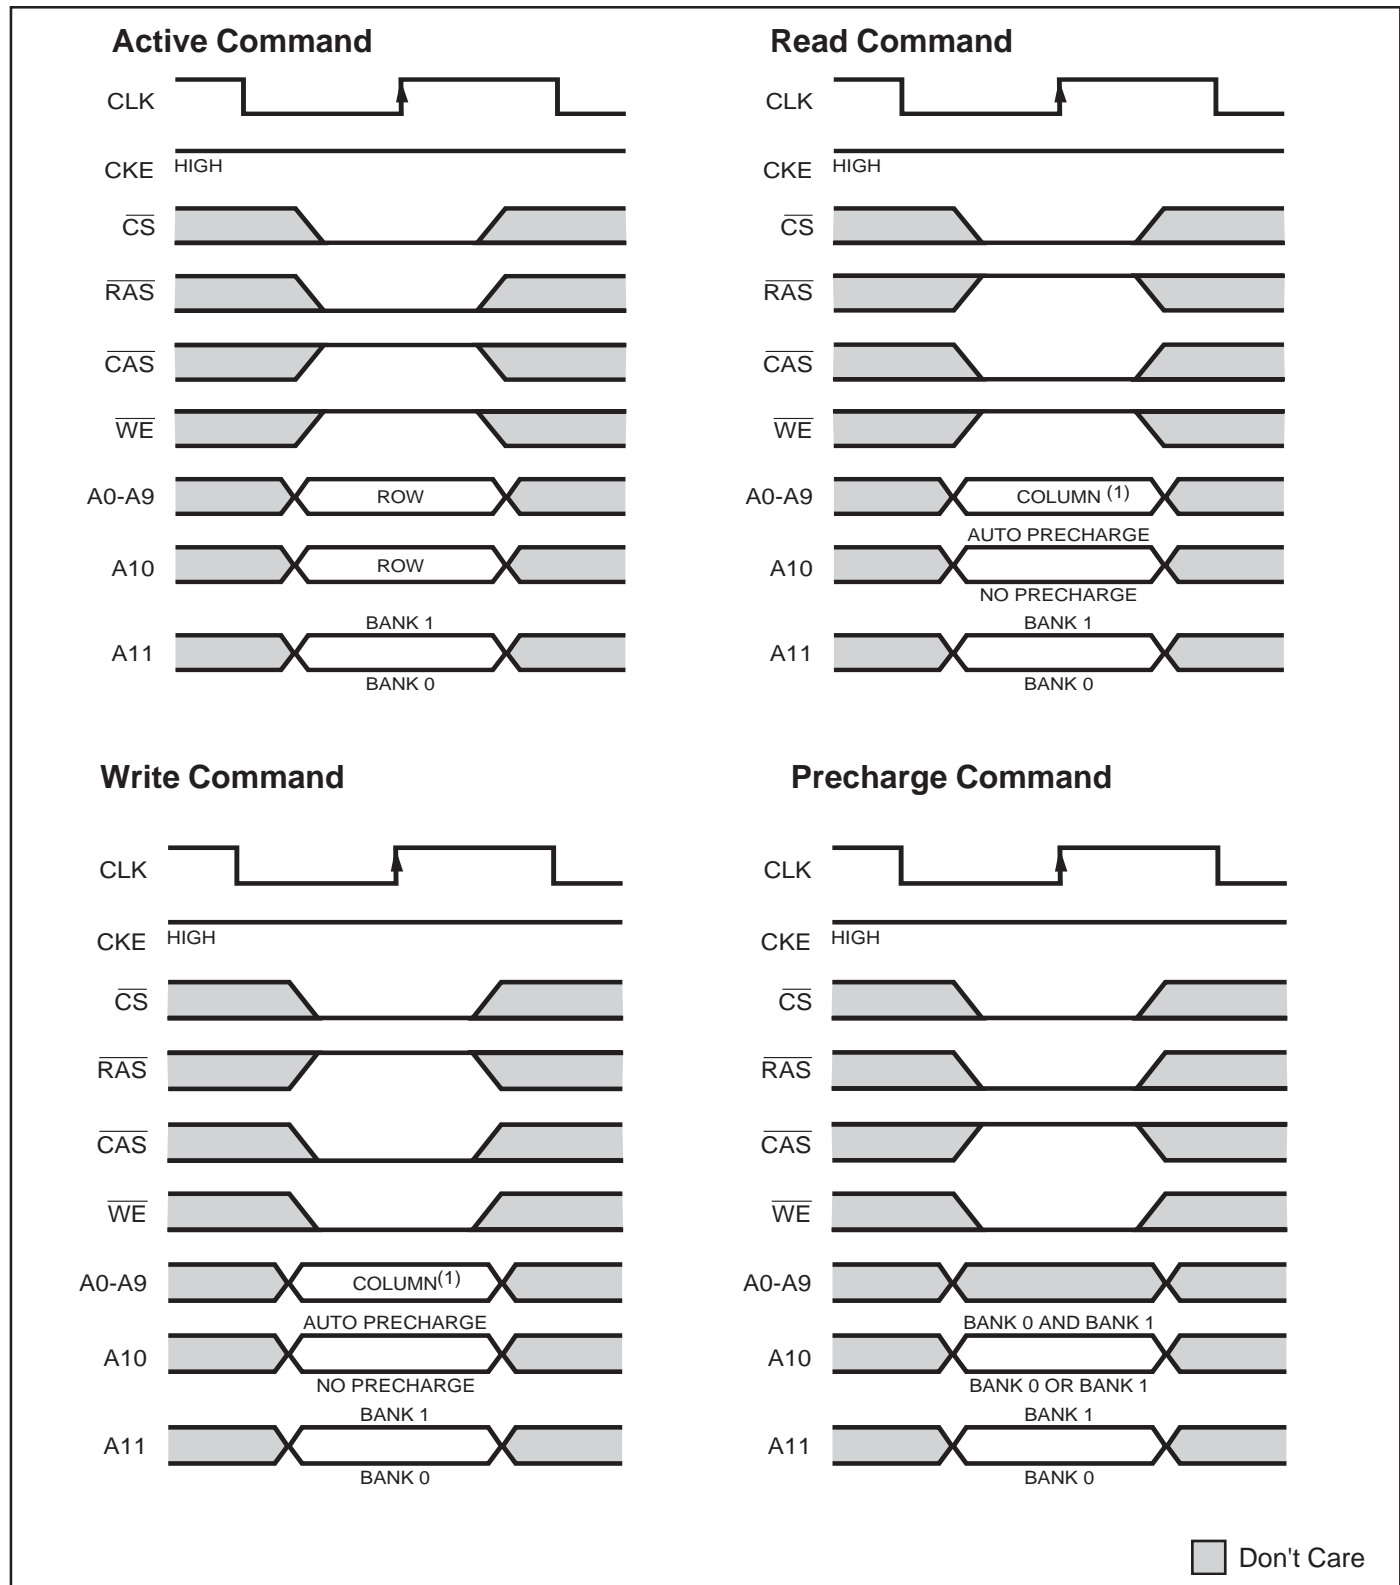 Active Command
CLK
CKE HIGH
CS
RAS
CAS
WE
A0-A9 ROW
A10 ROW
BANK 1
A11
BANK 0
Read Command
CLK
CKE HIGH
CS
RAS
CAS
WE
A0-A9 COLUMN (1)
AUTO PRECHARGE
A10
NO PRECHARGE
BANK 1
A11
BANK 0
Write Command
CLK
CKE HIGH
CS
RAS
CAS
WE
A0-A9 COLUMN(1)
AUTO PRECHARGE
A10
NO PRECHARGE
BANK 1
A11
BANK 0
Precharge Command
CLK
CKE HIGH
CS
RAS
CAS
WE
A0-A9
BANK 0 AND BANK 1
A10
BANK 0 OR BANK 1
BANK 1
A11
BANK 0
Don't Care